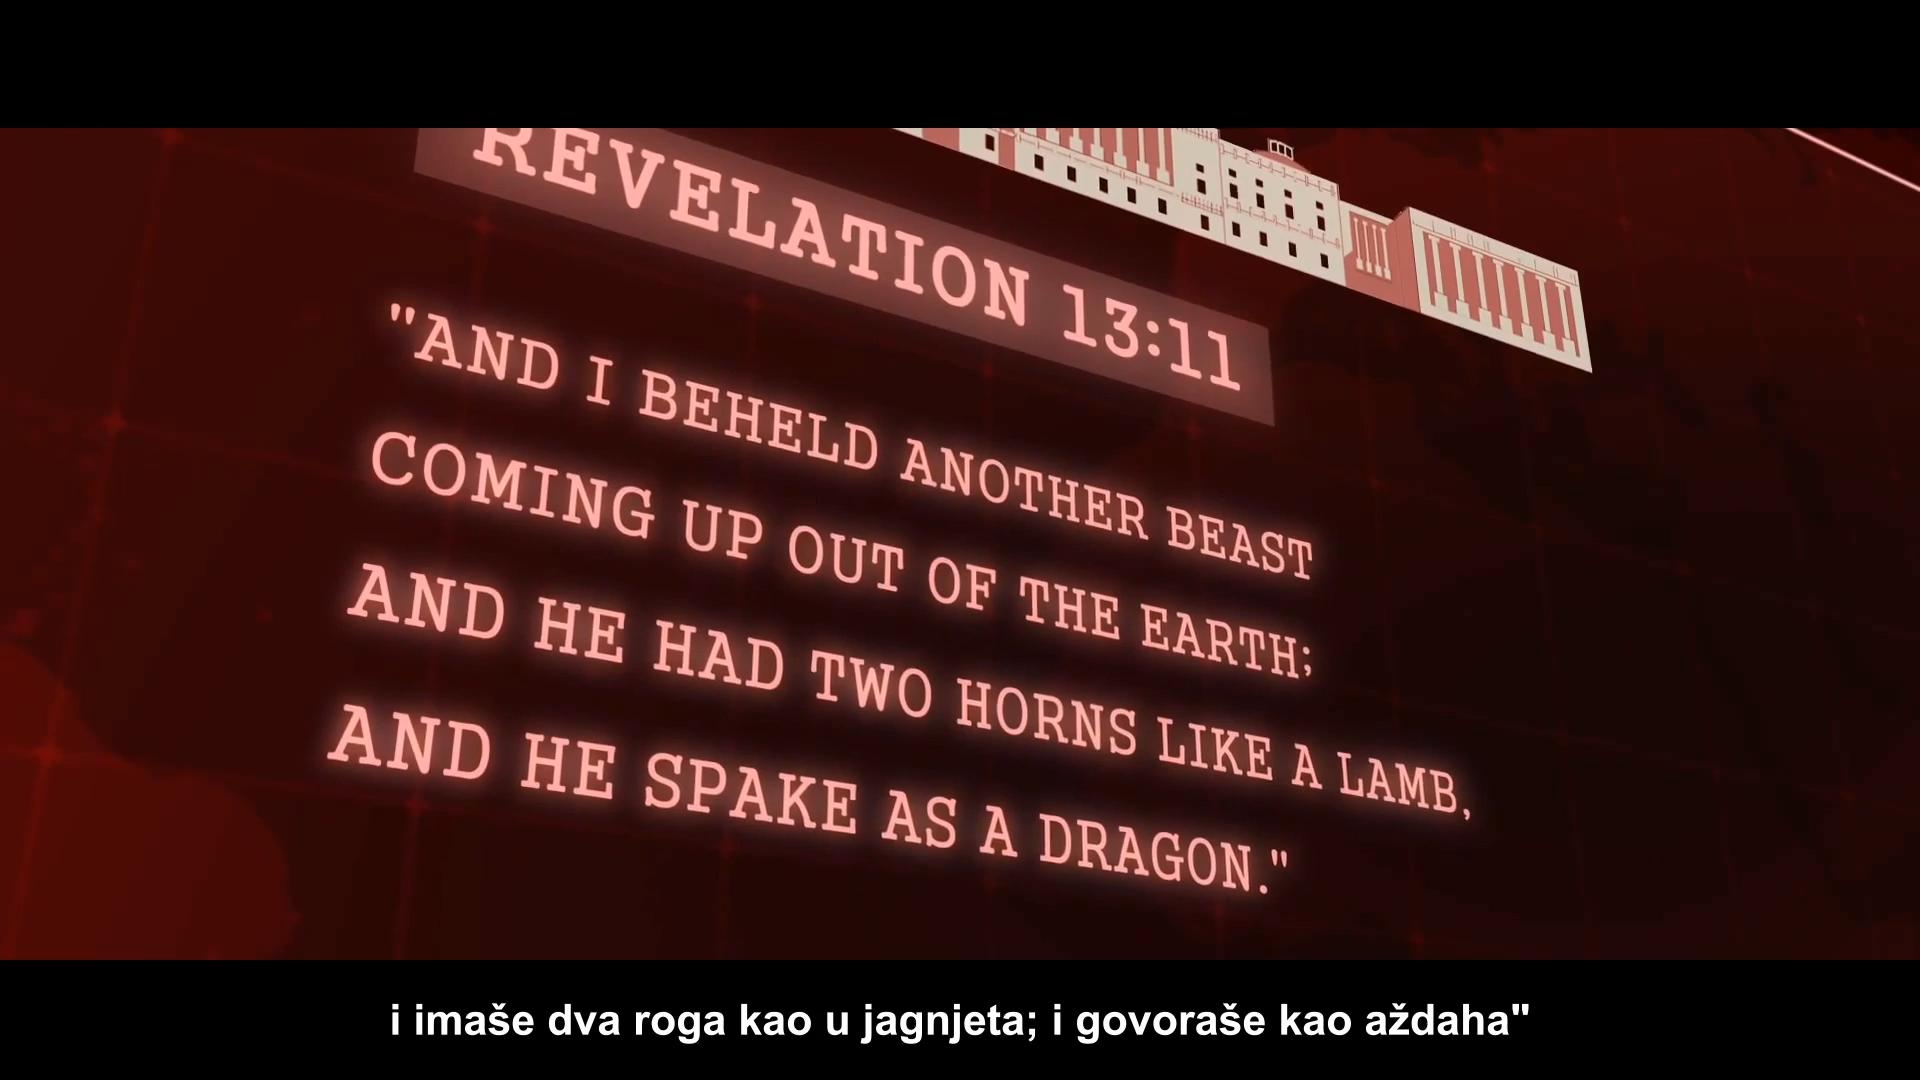 REVELATION 13:11
"AND I BEHELD ANOTHER BEAST
COMING UP OUT OF THE EARTH;
AND HE HAD TWO HORNS LIKE A LAMB,
AND HE SPAKE AS A DRAGON."
i imaše dva roga kao u jagnjeta; i govoraše kao aždaha"